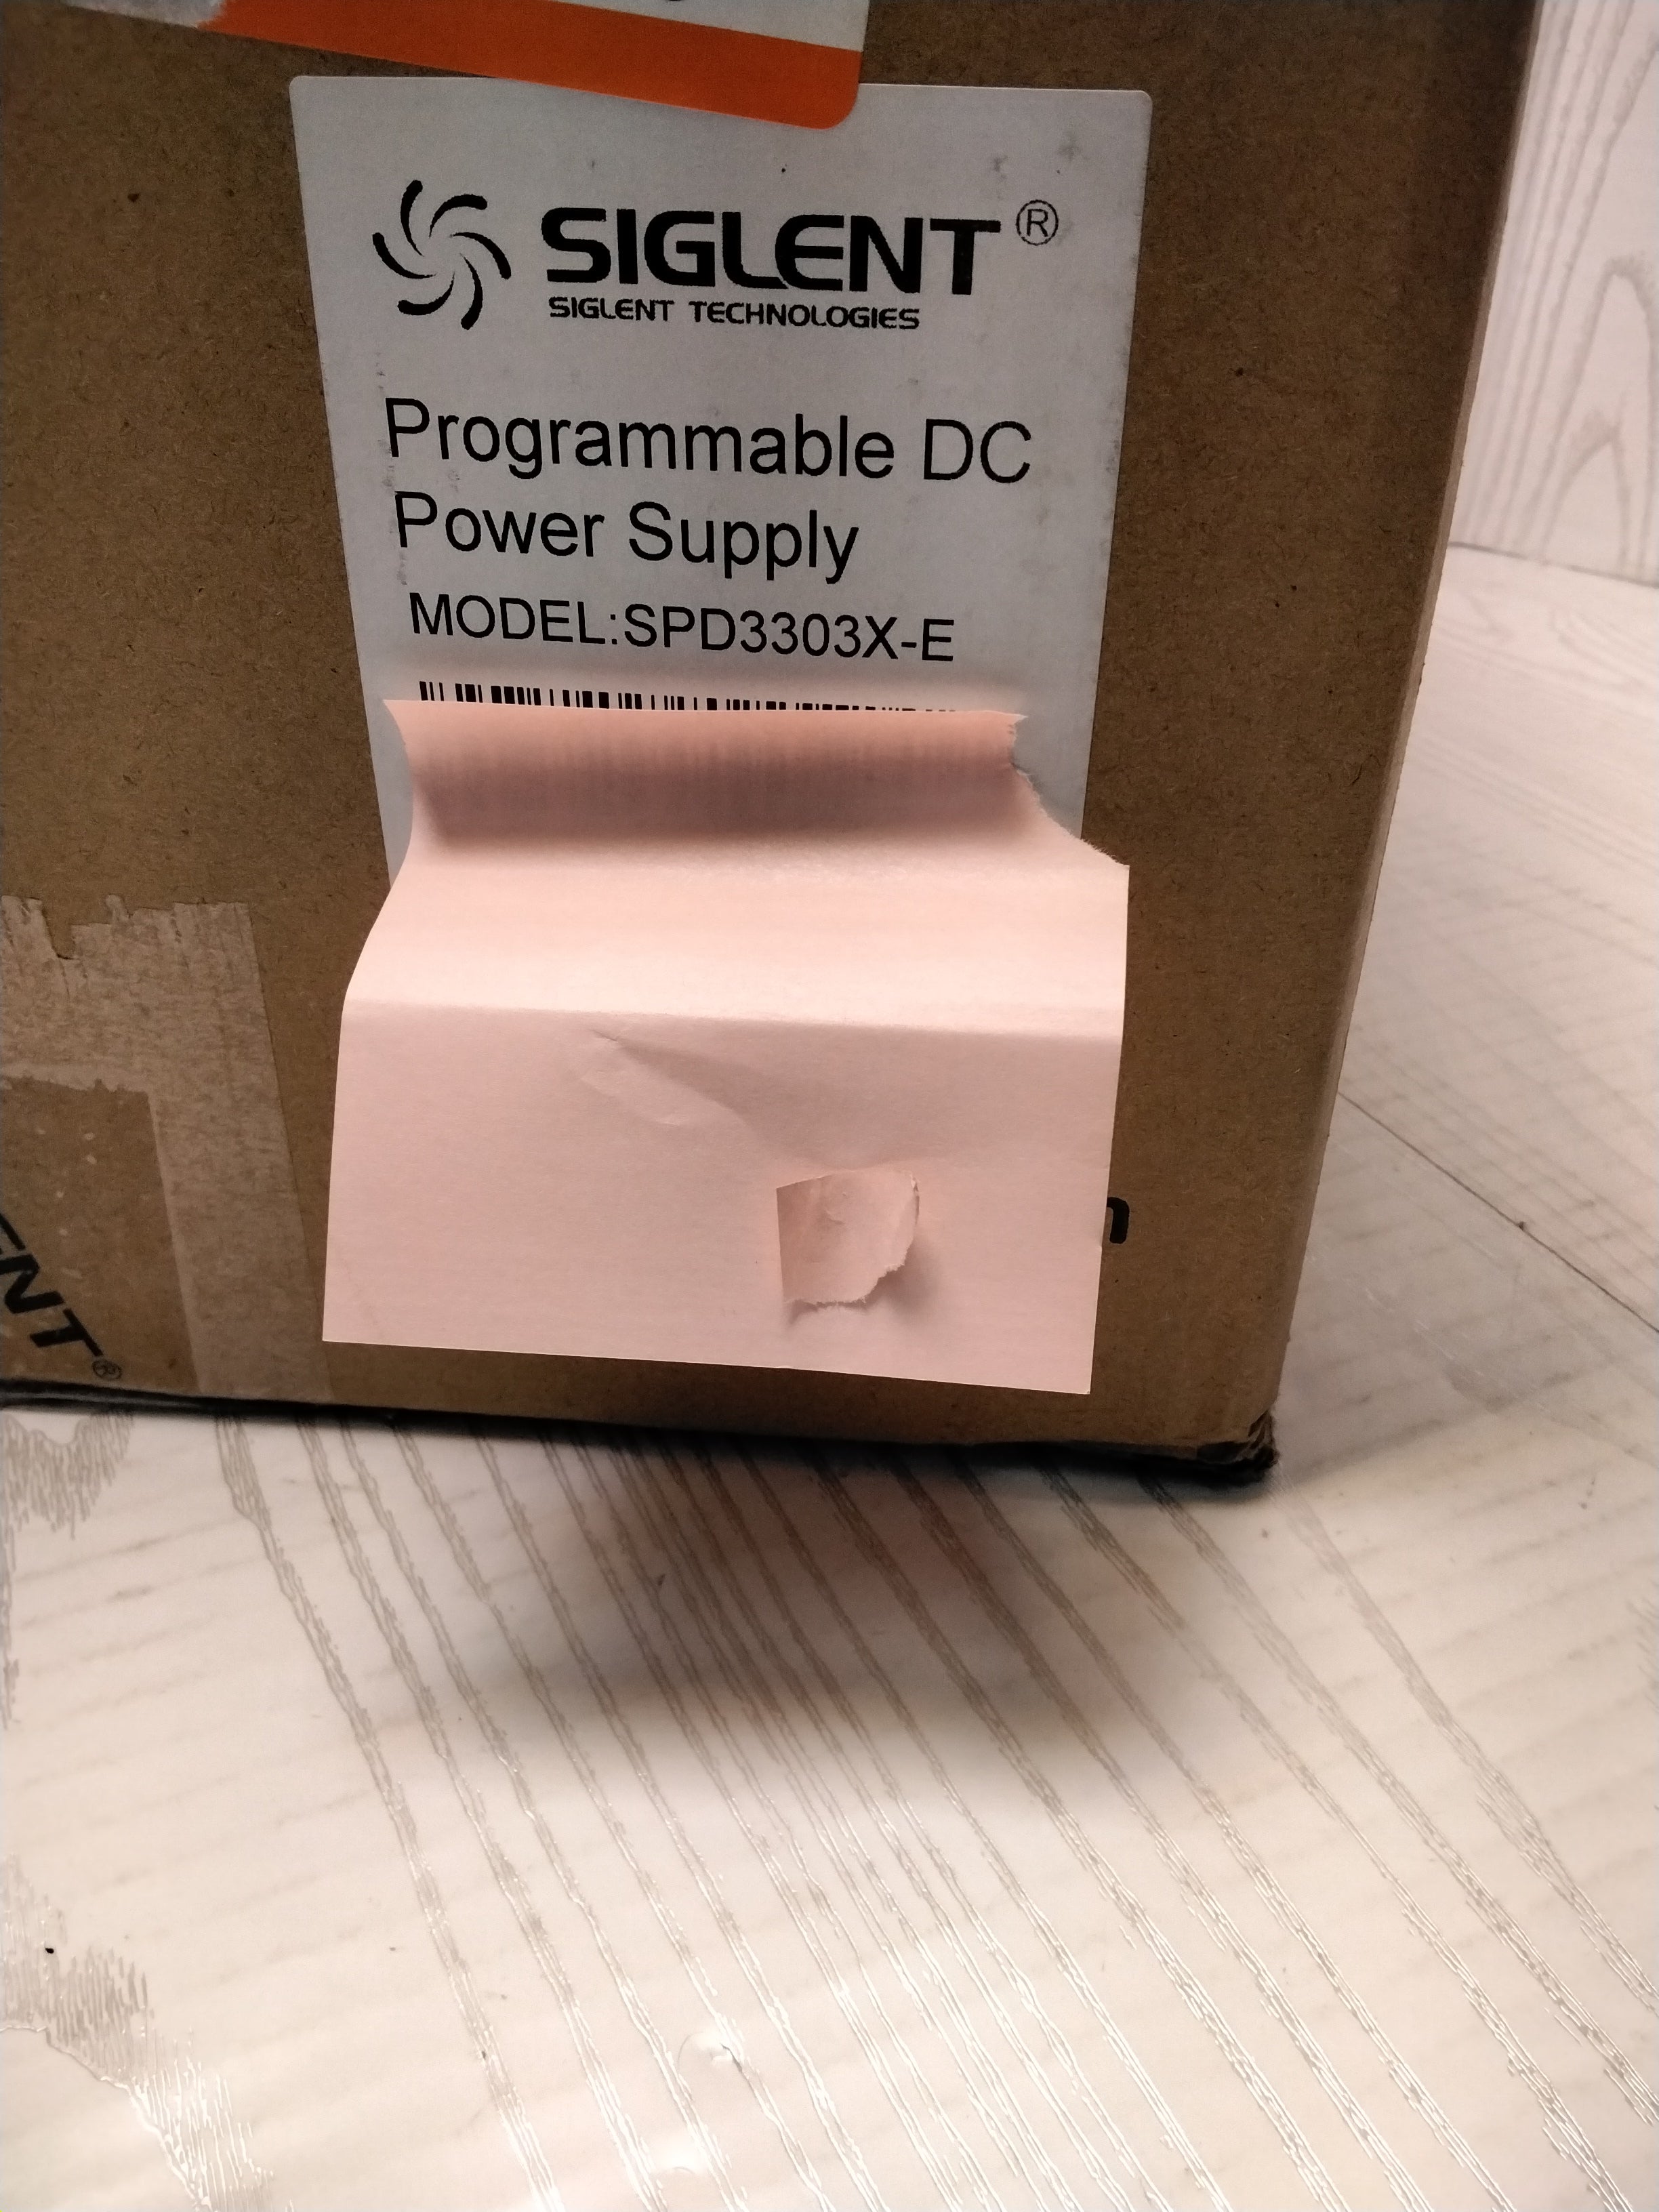 SIGLENT®
SIGLENT TECHNOLOGIES
Programmable DC
Power Supply
MODEL:SPD3303X-E